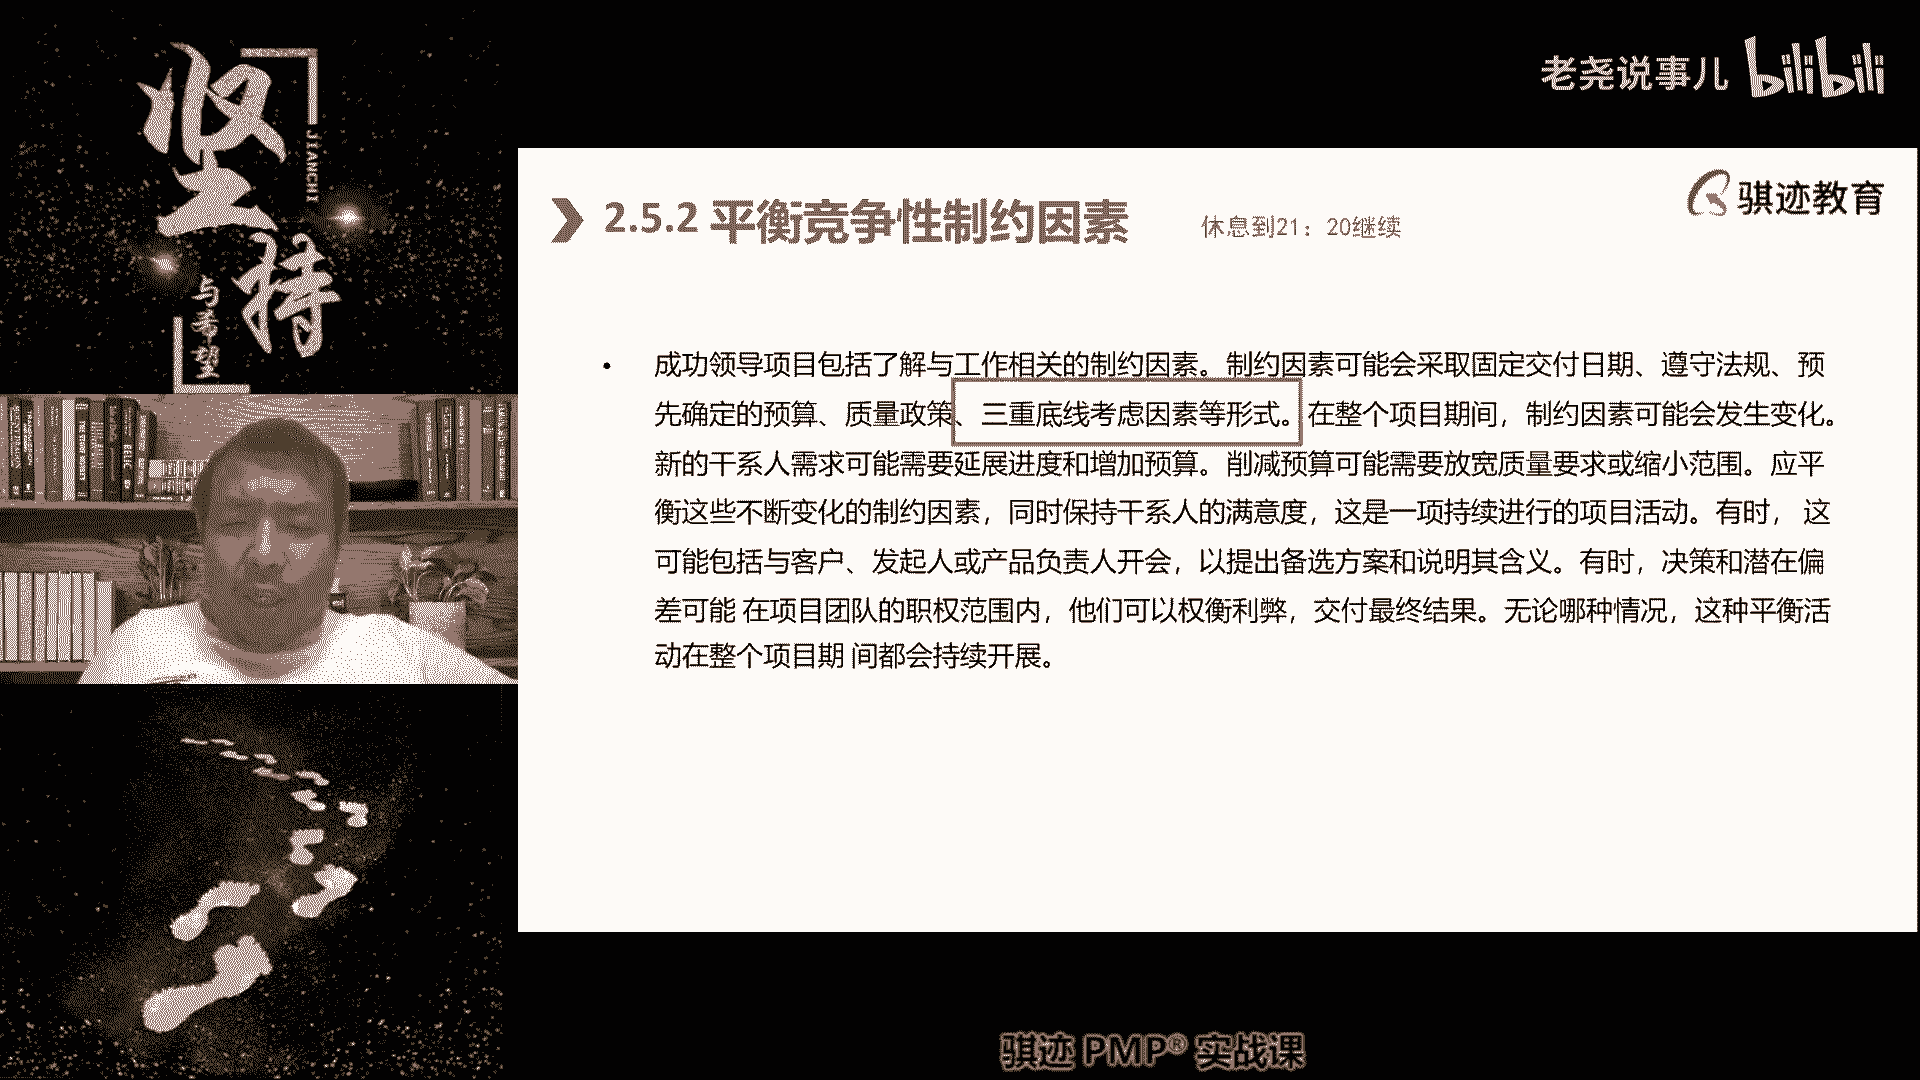 坚持
JIANCHI
与希望
老尧说事儿 bilibili
骐迹教育
2.5.2 平衡竞争性制约因素
休息到21：20继续
• 成功领导项目包括了解与工作相关的制约因素。制约因素可能会采取固定交付日期、遵守法规、预
先确定的预算、质量政策、三重底线考虑因素等形式。在整个项目期间，制约因素可能会发生变化。
新的干系人需求可能需要延展进度和增加预算。削减预算可能需要放宽质量要求或缩小范围。应平
衡这些不断变化的制约因素，同时保持干系人的满意度，这是一项持续进行的项目活动。有时， 这
可能包括与客户、发起人或产品负责人开会，以提出备选方案和说明其含义。有时，决策和潜在偏
差可能 在项目团队的职权范围内，他们可以权衡利弊，交付最终结果。无论哪种情况，这种平衡活
动在整个项目期 间都会持续开展。
骐迹 PMP® 实战课